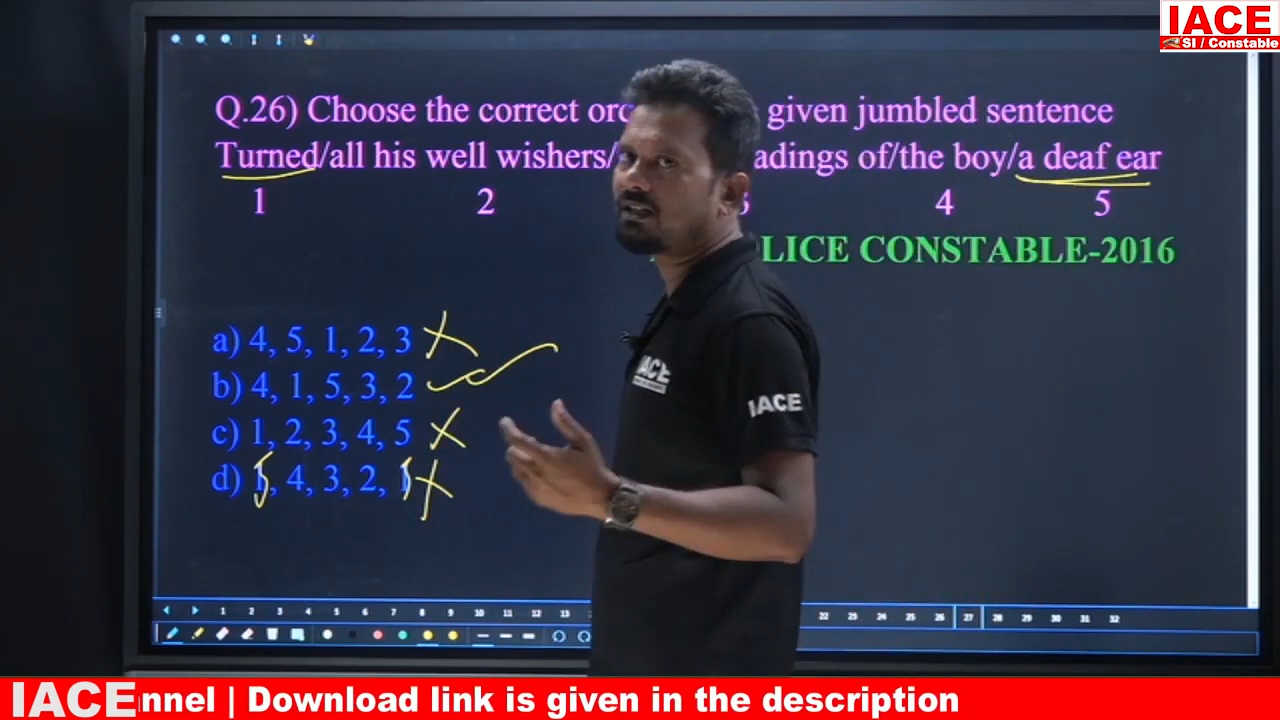 IACE
SI / Constable
Q.26) Choose the correct given jumbled sentence
Turned/all his well wishers/ of/the boy/a deaf ear
1 2 4 5
CONSTABLE-2016
a) 4, 5, 1, 2, 3
b) 4, 1, 5, 3, 2
c) 1, 2, 3, 4, 5
d) 5, 4, 3, 2, 1
1 2 3 4 5 6 7 8 9 10 11 12 13 22 23 24 25 26 27 28 29 30 31 32
IACE
IACE
IACE | Download link is given in the description